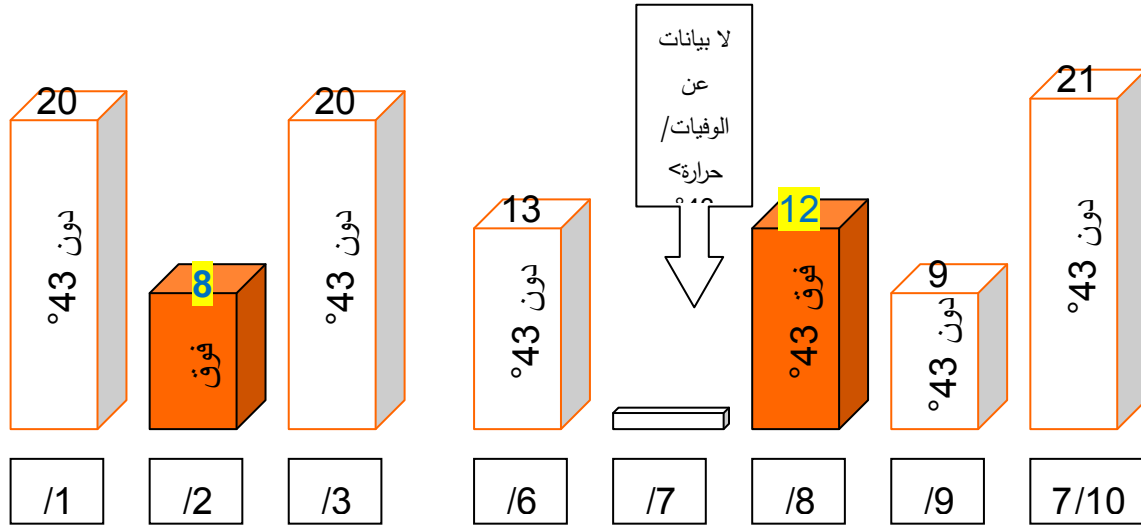 لا بيانات
عن
الوفيات/
حرارة>
20
8
20
13
12
9
21
دون 43°
فوق
دون 43°
دون 43°
فوق 43°
دون 43°
دون 43°
/1
/2
/3
/6
/7
/8
/9
7/10